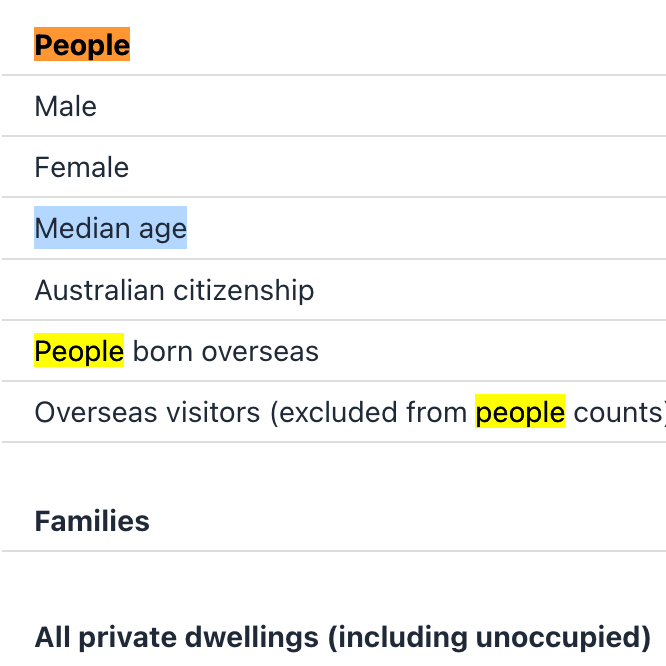 People
Male
Female
Median age
Australian citizenship
People born overseas
Overseas visitors (excluded from people counts)
Families
All private dwellings (including unoccupied)